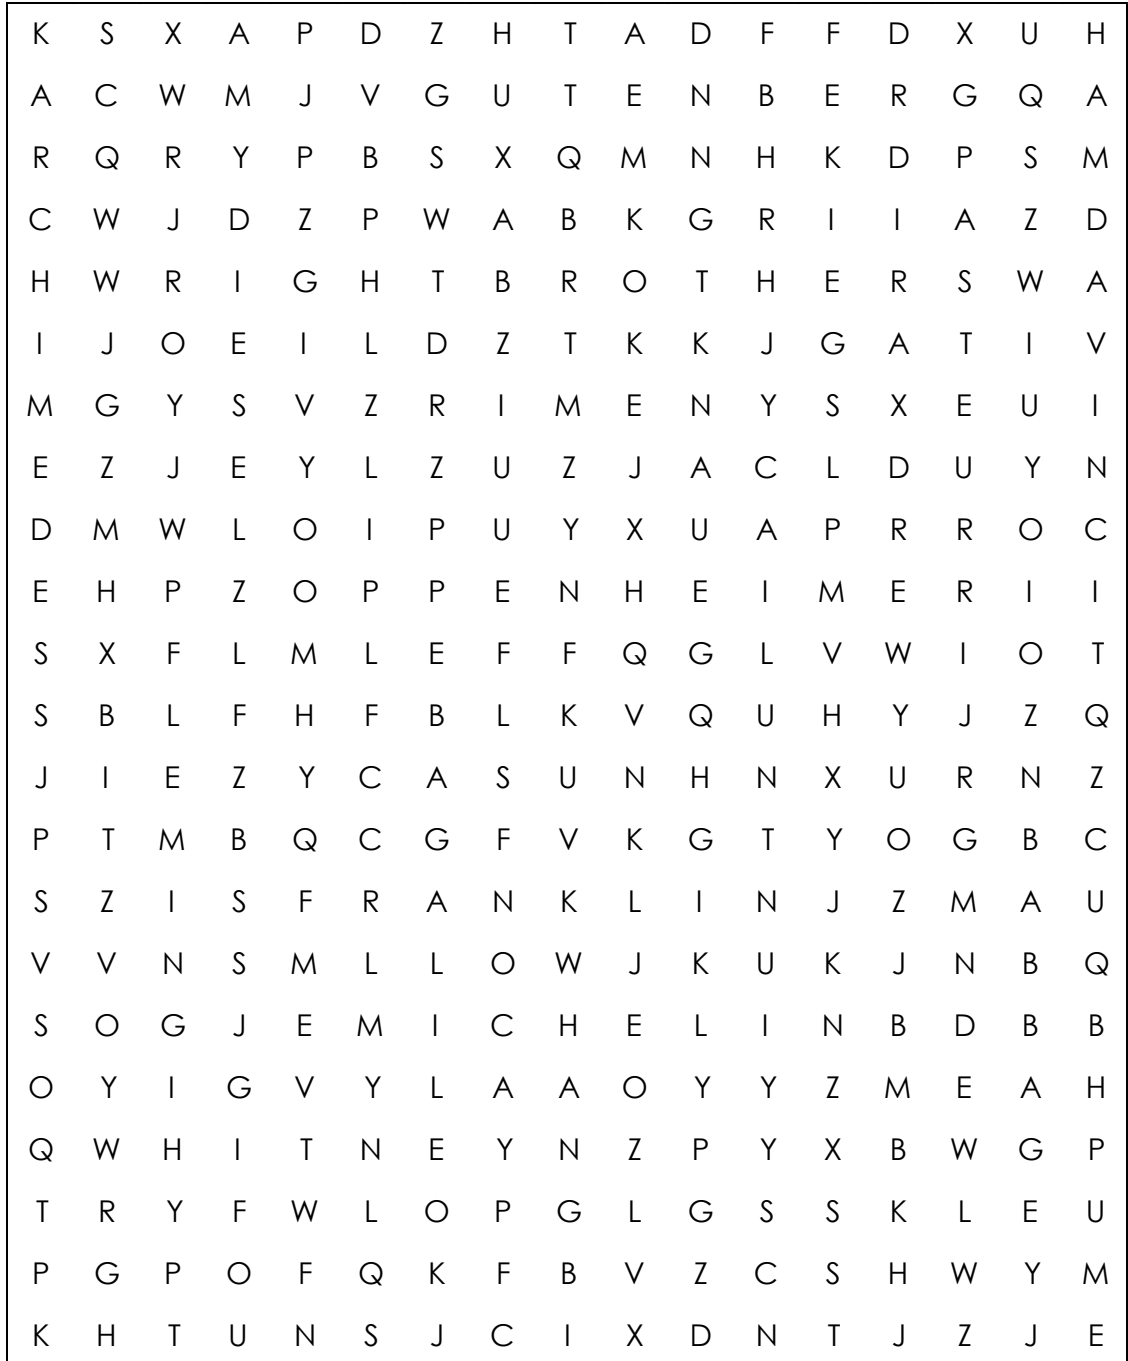 K S X A P D Z H T A D F F D X U H
A C W M J V G U T E N B E R G Q A
R Q R Y P B S X Q M N H K D P S M
C W J D Z P W A B K G R I I A Z D
H W R I G H T B R O T H E R S W A
I J O E I L D Z T K K J G A T I V
M G Y S V Z R I M E N Y S X E U I
E Z J E Y L Z U Z J A C L D U Y N
D M W L O I P U Y X U A P R R O C
E H P Z O P P E N H E I M E R I I
S X F L M L E F F Q G L V W I O T
S B L F H F B L K V Q U H Y J Z Q
J I E Z Y C A S U N H N X U R N Z
P T M B Q C G F V K G T Y O G B C
S Z I S F R A N K L I N J Z M A U
V V N S M L L O W J K U K J N B Q
S O G J E M I C H E L I N B D B B
O Y I G V Y L A A O Y Y Z M E A H
Q W H I T N E Y N Z P Y X B W G P
T R Y F W L O P G L G S S K L E U
P G P O F Q K F B V Z C S H W Y M
K H T U N S J C I X D N T J Z J E